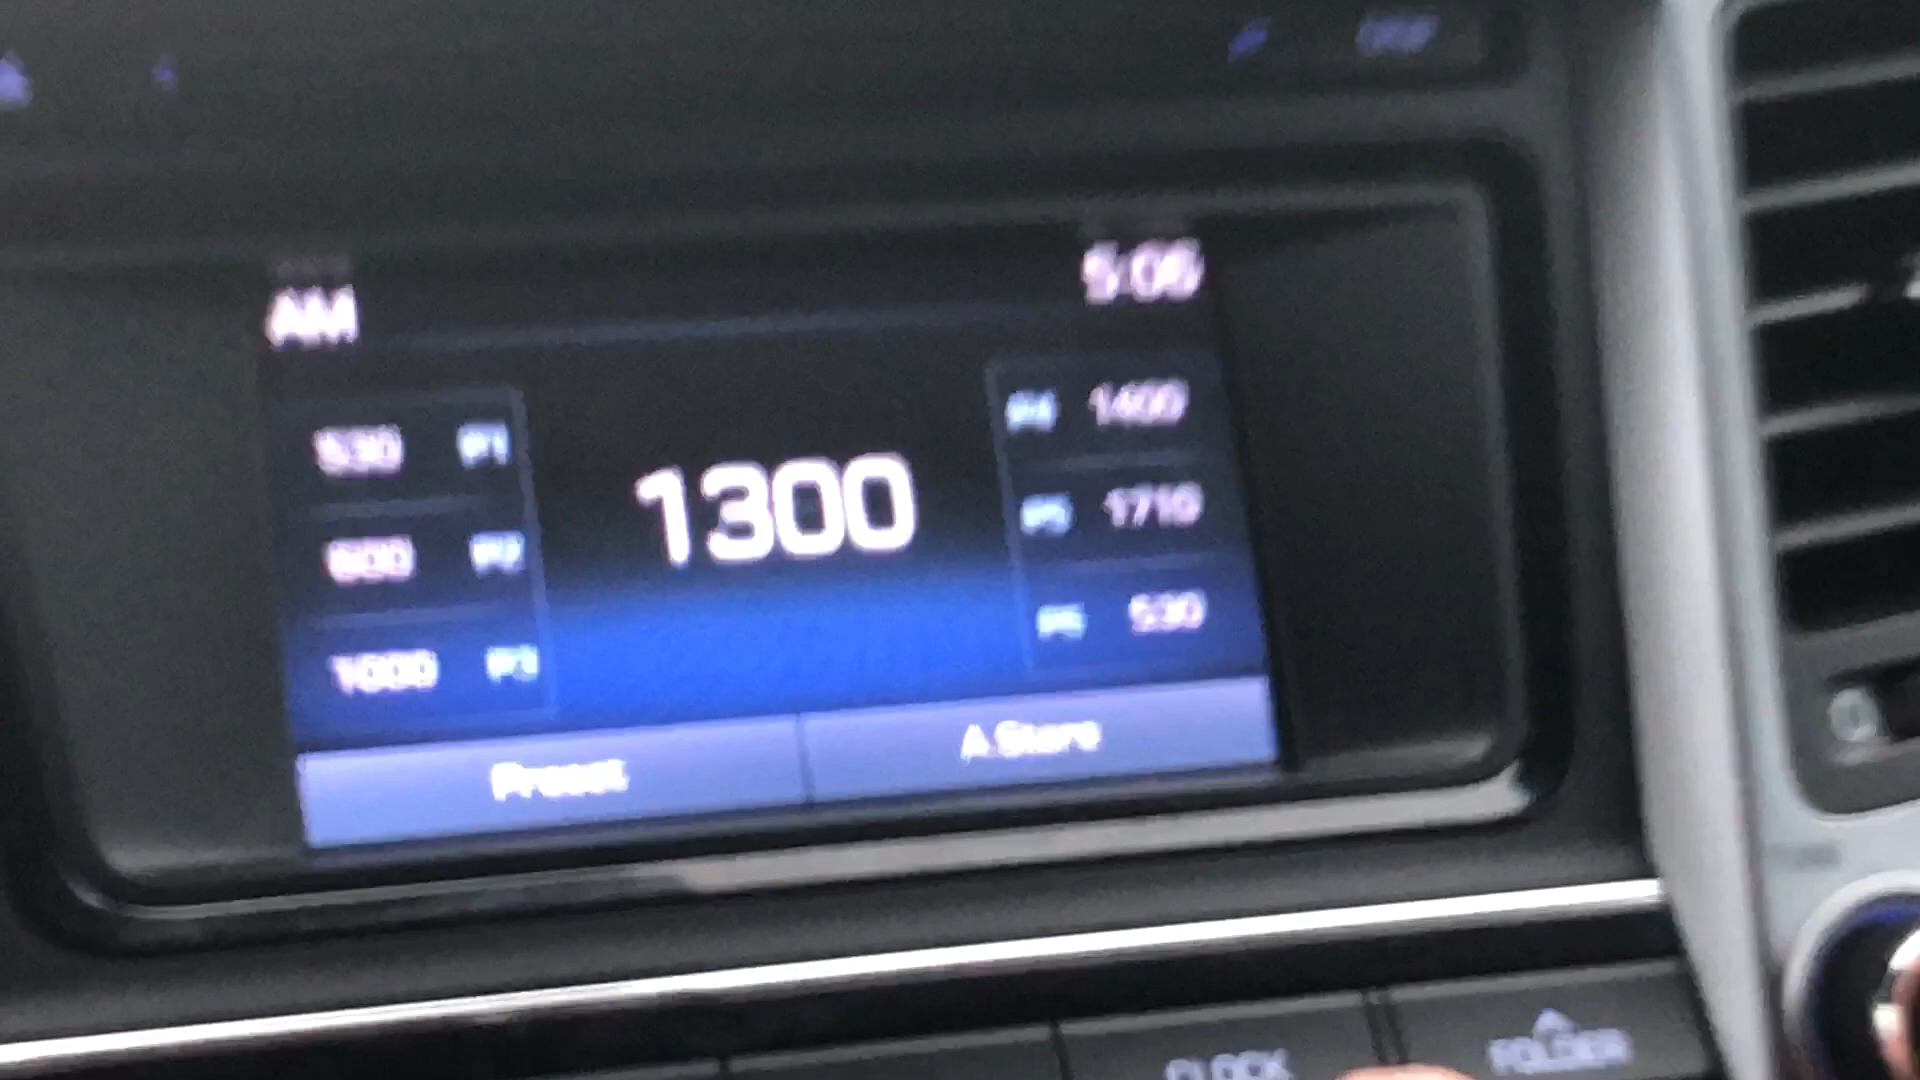 AM
5:06
530 P1
600 P2
1000 P3
1300
P4 1400
P5 1710
P6 530
Preset
A.Store
CLOCK
FOLDER